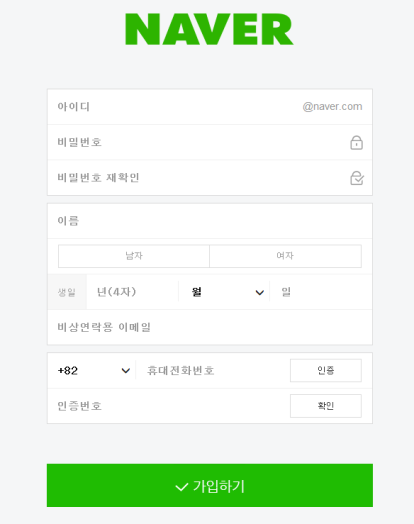 NAVER
아이디 @naver.com
비밀번호
비밀번호 재확인
이름
남자 여자
생일 년(4자) 월 일
비상연락용 이메일
+82 휴대전화번호 인증
인증번호 확인
가입하기